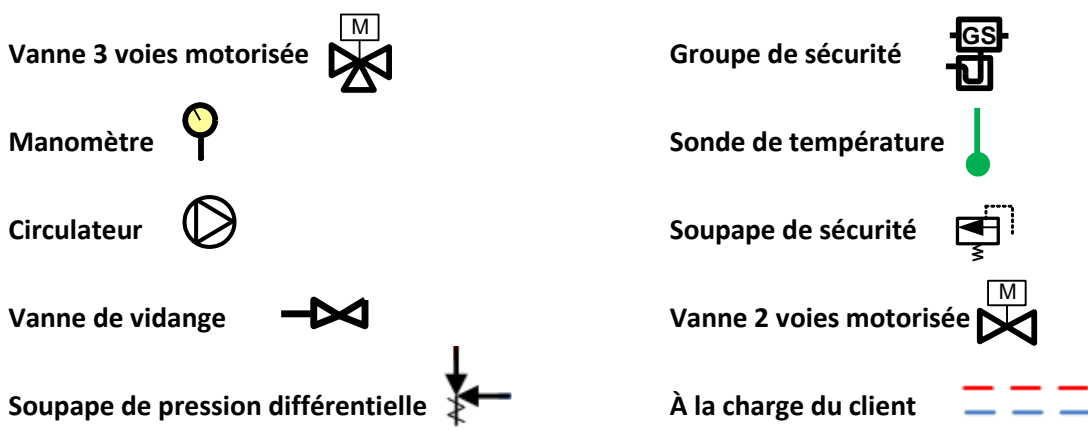 Vanne 3 voies motorisée M
Groupe de sécurité GS
Manomètre
Sonde de température
Circulateur
Soupape de sécurité
Vanne de vidange
Vanne 2 voies motorisée M
Soupape de pression différentielle
À la charge du client